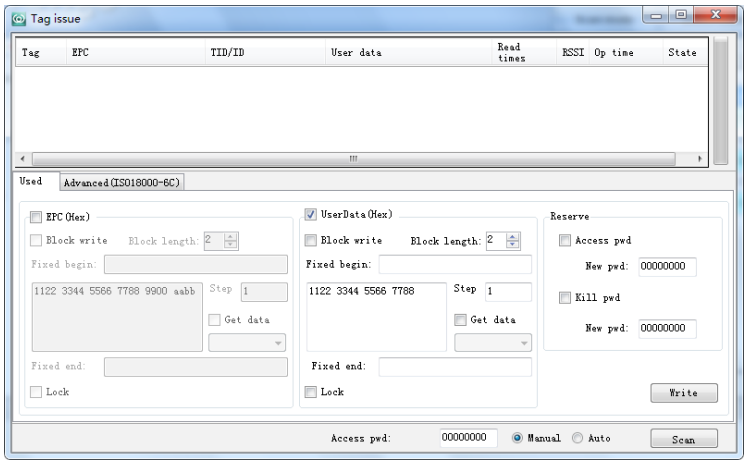 Tag issue
Tag EPC TID/ID User data Read times RSSI Op time State
Used Advanced(ISO18000-6C)
EPC(Hex)
Block write Block length: 2
Fixed begin:
1122 3344 5566 7788 9900 aabb
Step 1
Get data
Fixed end:
Lock
UserData(Hex)
Block write Block length: 2
Fixed begin:
1122 3344 5566 7788
Step 1
Get data
Fixed end:
Lock
Reserve
Access pwd
New pwd: 00000000
Kill pwd
New pwd: 00000000
Write
Access pwd: 00000000 Manual Auto Scan